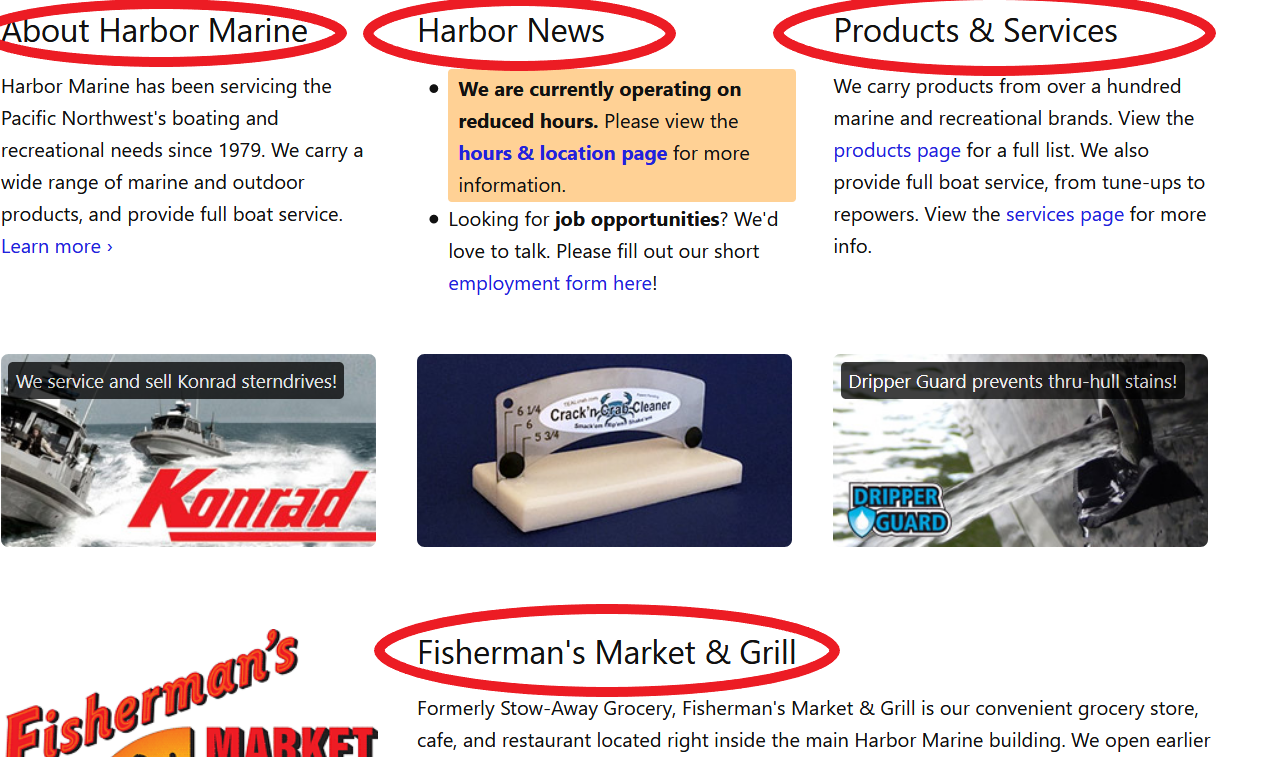 About Harbor Marine
Harbor Marine has been servicing the
Pacific Northwest's boating and
recreational needs since 1979. We carry a
wide range of marine and outdoor
products, and provide full boat service.
Learn more ›
Harbor News
We are currently operating on
reduced hours. Please view the
hours & location page for more
information.
Looking for job opportunities? We'd
love to talk. Please fill out our short
employment form here!
Products & Services
We carry products from over a hundred
marine and recreational brands. View the
products page for a full list. We also
provide full boat service, from tune-ups to
repowers. View the services page for more
info.
We service and sell Konrad sterndrives!
Konrad
6 1/4
6
5 3/4
Crack'n Crab Cleaner
Dripper Guard prevents thru-hull stains!
DRIPPER
GUARD
Fisherman's
MARKET
Fisherman's Market & Grill
Formerly Stow-Away Grocery, Fisherman's Market & Grill is our convenient grocery store,
cafe, and restaurant located right inside the main Harbor Marine building. We open earlier